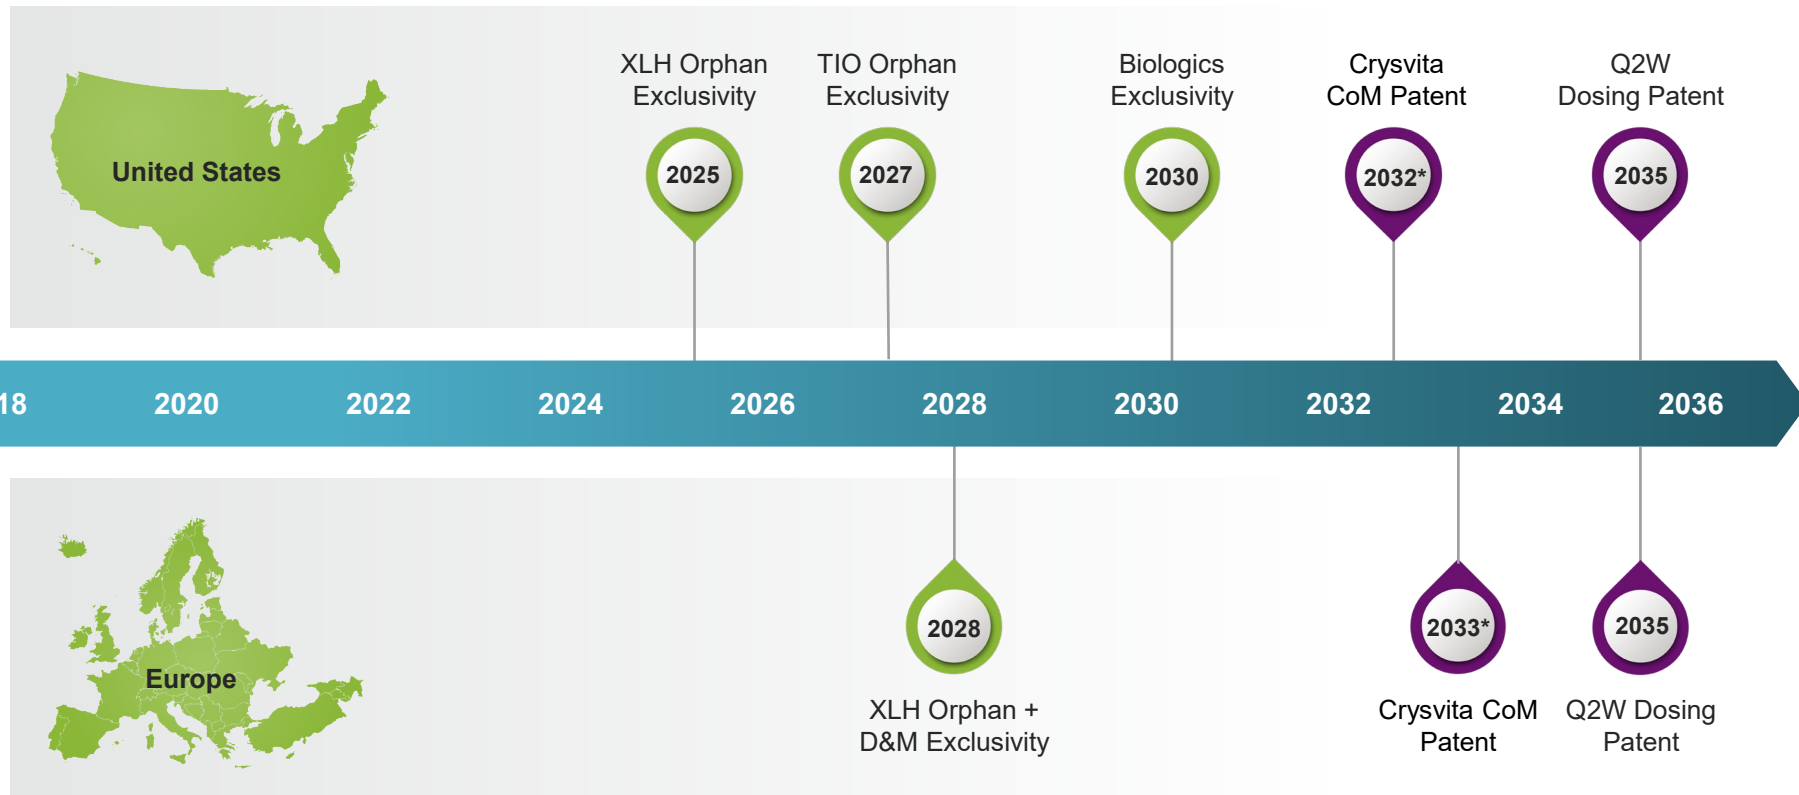 XLH Orphan
Exclusivity
TIO Orphan
Exclusivity
Biologics
Exclusivity
Crysvita
CoM Patent
Q2W
Dosing Patent
United States
2025
2027
2030
2032*
2035
18
2020
2022
2024
2026
2028
2030
2032
2034
2036
Europe
2028
2033*
2035
XLH Orphan +
D&M Exclusivity
Crysvita CoM
Patent
Q2W Dosing
Patent